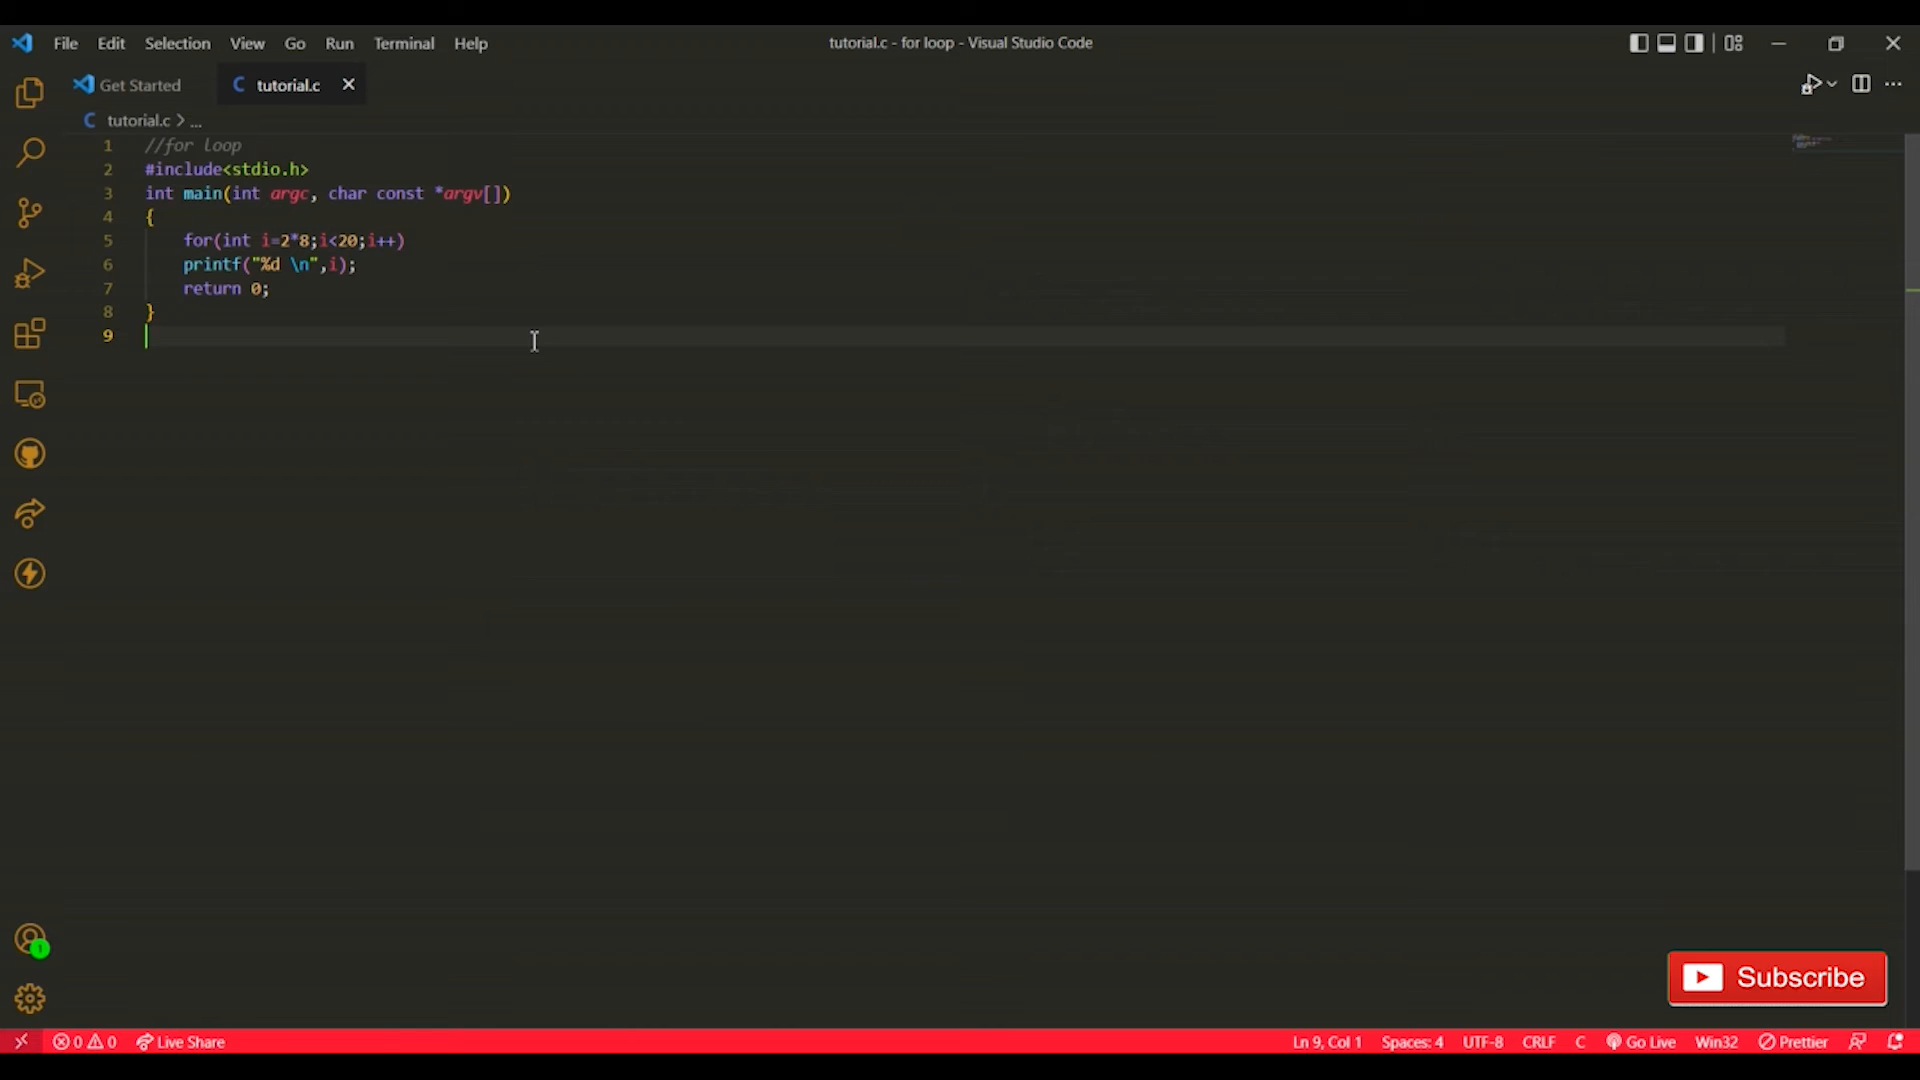 File Edit Selection View Go Run Terminal Help
tutorial.c - for loop - Visual Studio Code
Get Started
tutorial.c
tutorial.c > ...
1 //for loop
2 #include<stdio.h>
3 int main(int argc, char const *argv[])
4 {
5 for(int i=2*8;i<20;i++)
6 printf("%d \n",i);
7 return 0;
8 }
9
1
Subscribe
0 0 Live Share
Ln 9, Col 1 Spaces: 4 UTF-8 CRLF C Go Live Win32 Prettier